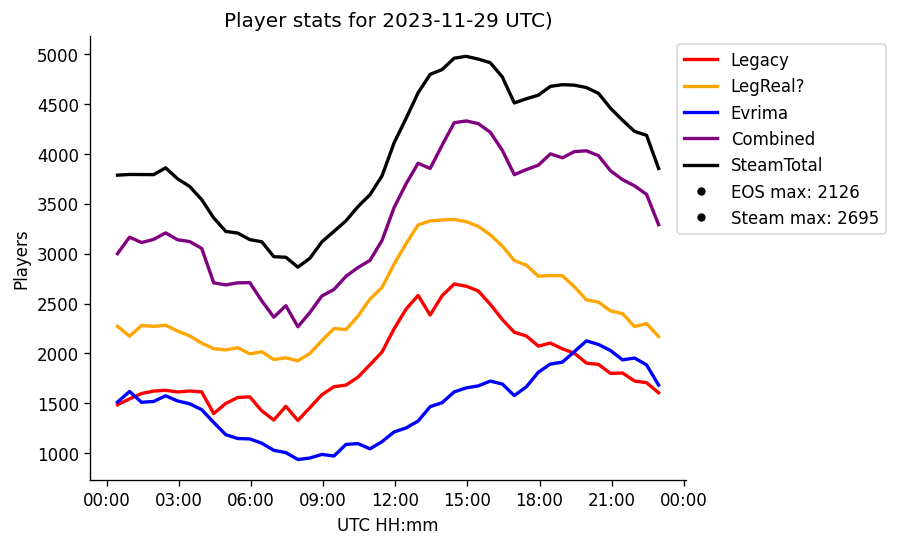 Player stats for 2023-11-29 UTC)
Legacy
LegReal?
Evrima
Combined
SteamTotal
EOS max: 2126
Steam max: 2695
Players
5000
4500
4000
3500
3000
2500
2000
1500
1000
00:00 03:00 06:00 09:00 12:00 15:00 18:00 21:00 00:00
UTC HH:mm